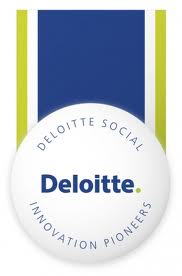 DELOITTE SOCIAL
Deloitte.
INNOVATION PIONEERS